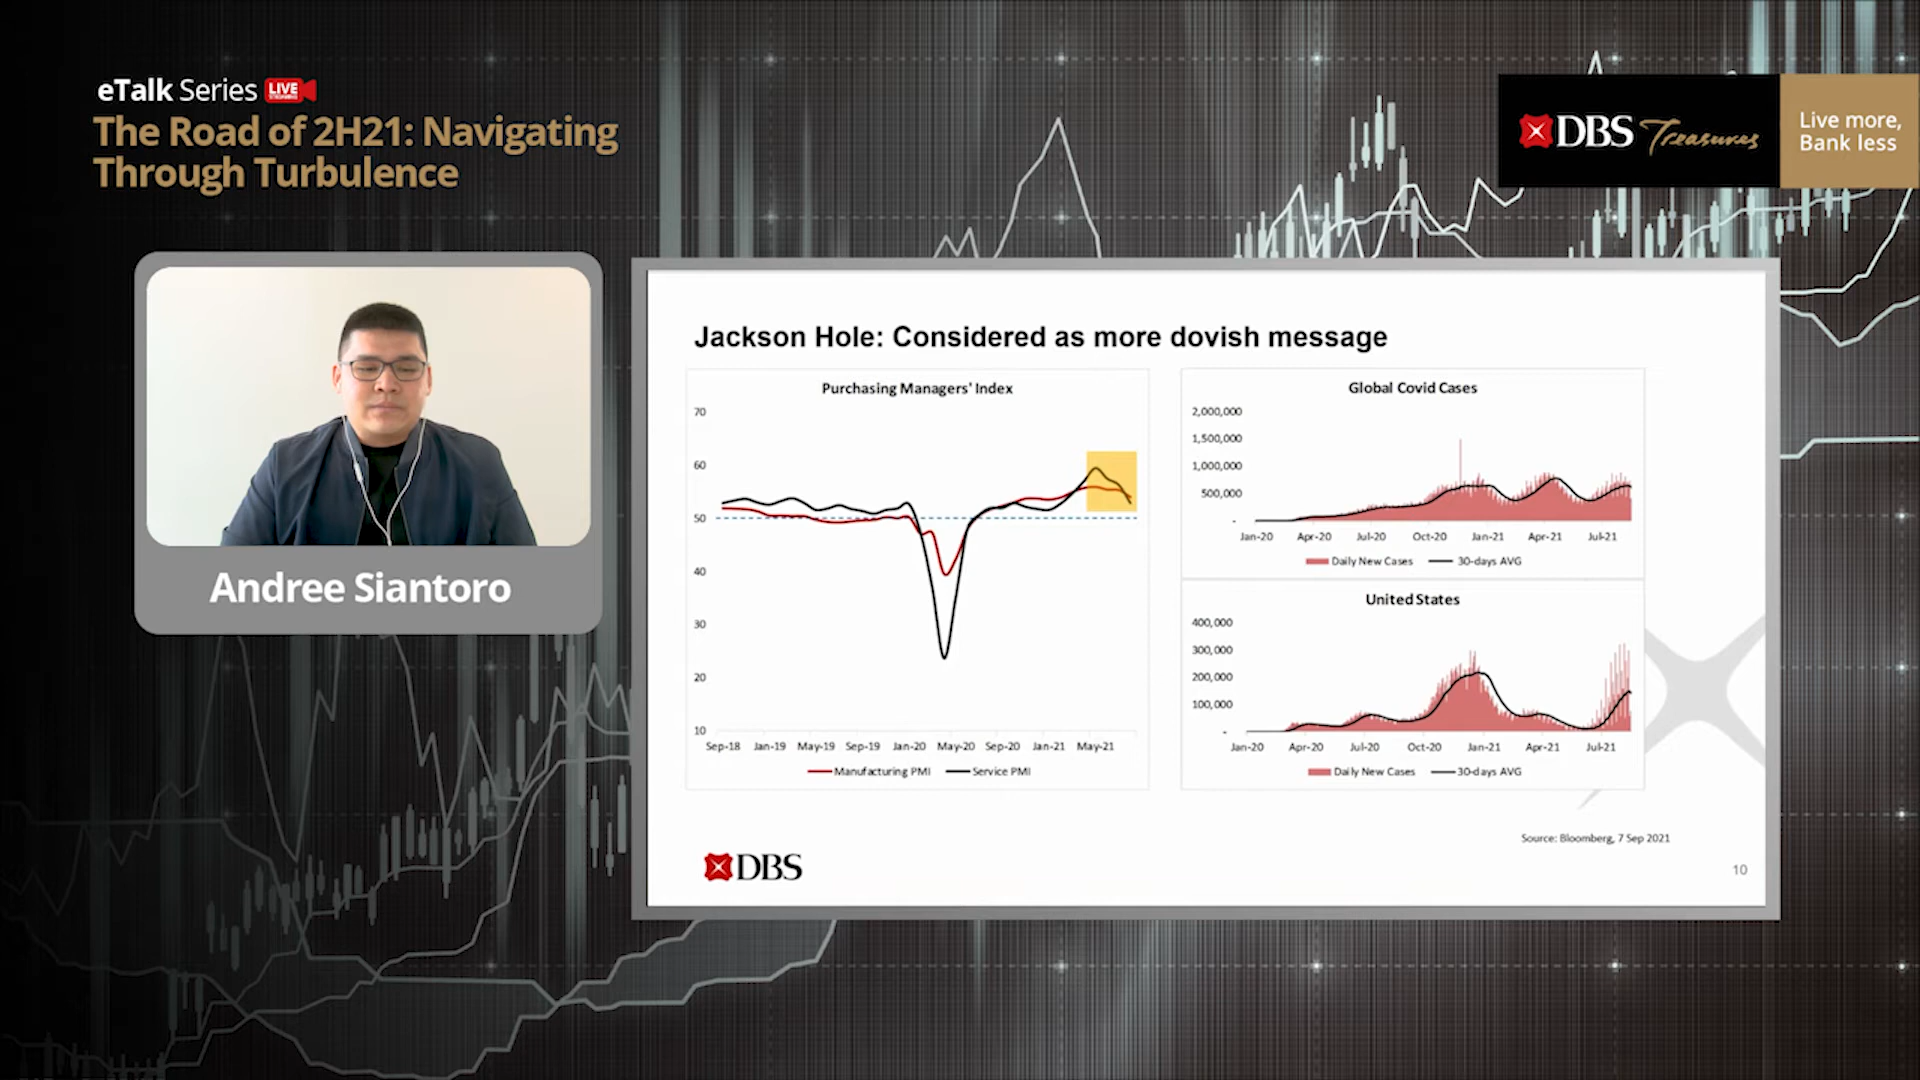 eTalk Series LIVE
The Road of 2H21: Navigating
Through Turbulence
DBS Treasures
Live more,
Bank less
Andree Siantoro
Jackson Hole: Considered as more dovish message
Purchasing Managers' Index
70
60
50
40
30
20
10
Sep-18 Jan-19 May-19 Sep-19 Jan-20 May-20 Sep-20 Jan-21 May-21
Manufacturing PMI Service PMI
Global Covid Cases
2,000,000
1,500,000
1,000,000
500,000
-
Jan-20 Apr-20 Jul-20 Oct-20 Jan-21 Apr-21 Jul-21
Daily New Cases 30-days AVG
United States
400,000
300,000
200,000
100,000
-
Jan-20 Apr-20 Jul-20 Oct-20 Jan-21 Apr-21 Jul-21
Daily New Cases 30-days AVG
Source: Bloomberg, 7 Sep 2021
DBS
10